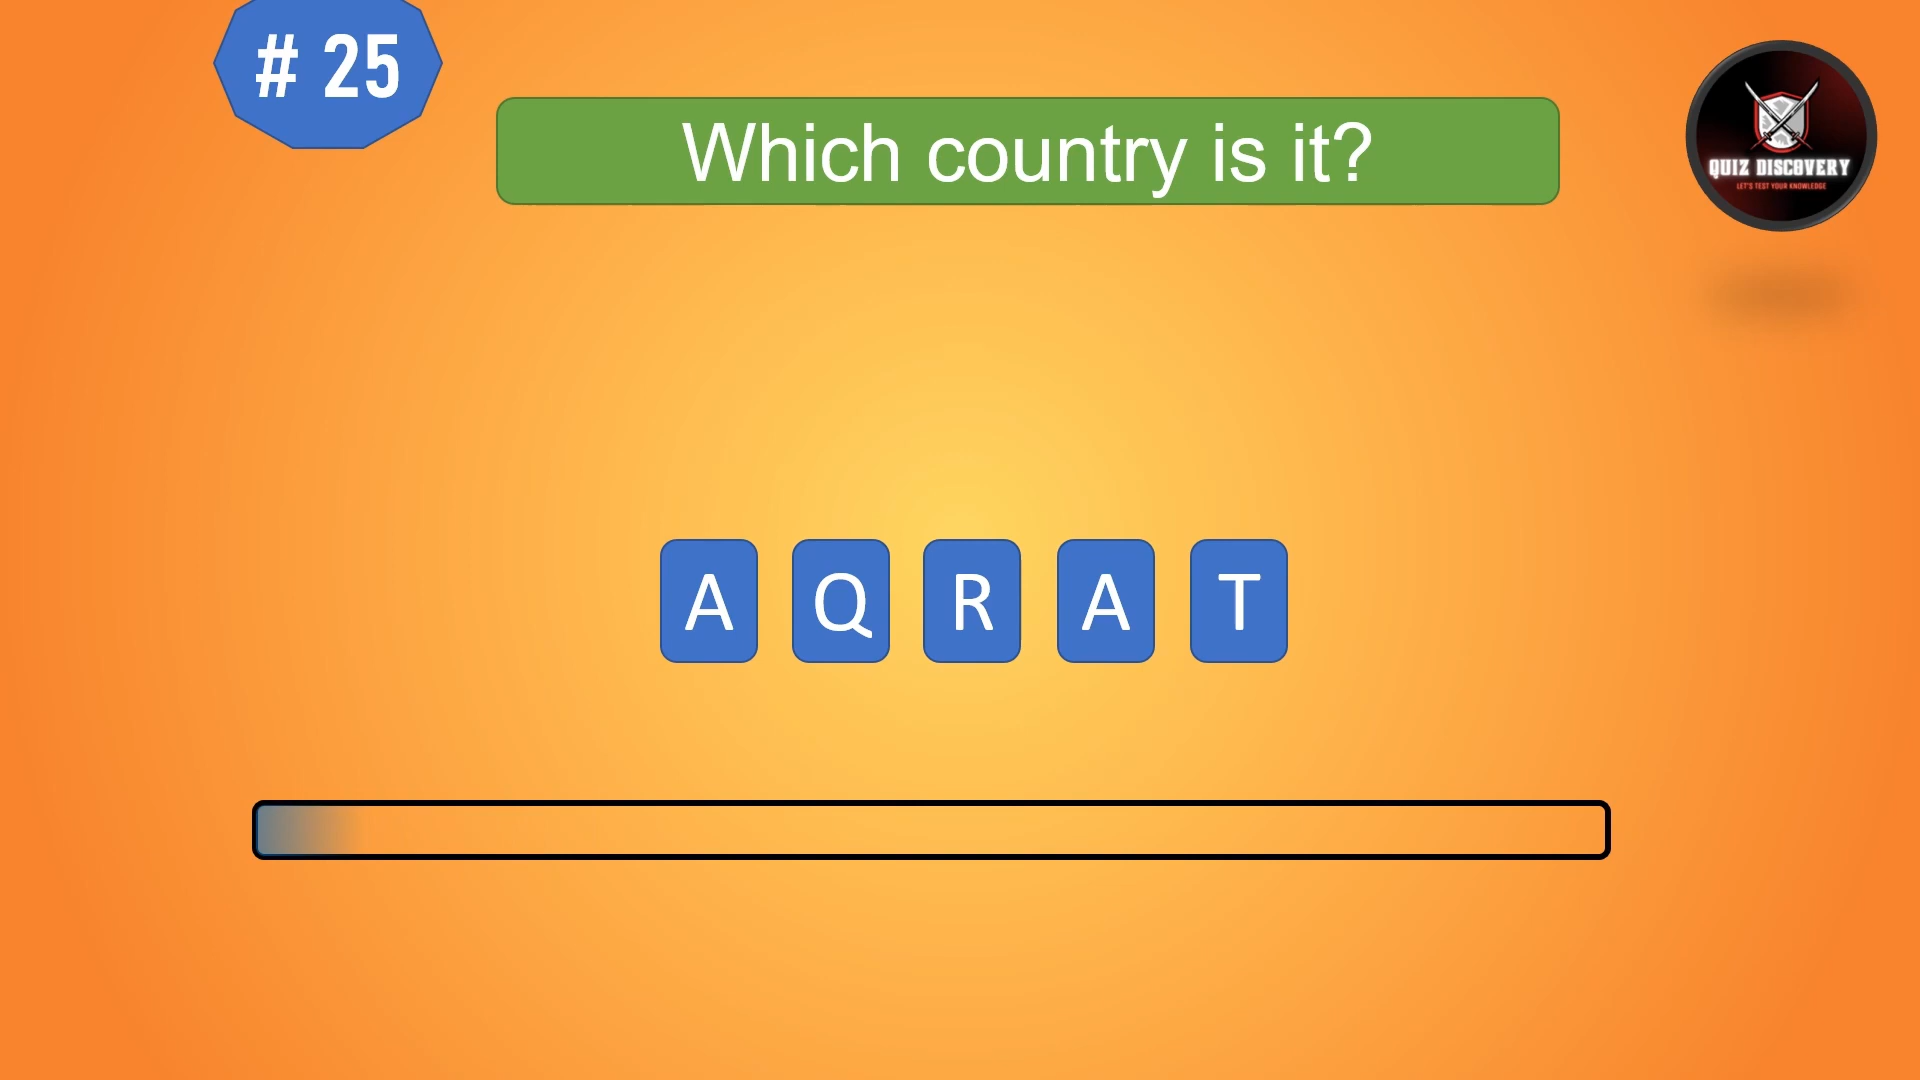 # 25
Which country is it?
QUIZ DISCOVERY
LET'S TEST YOUR KNOWLEDGE
A Q R A T